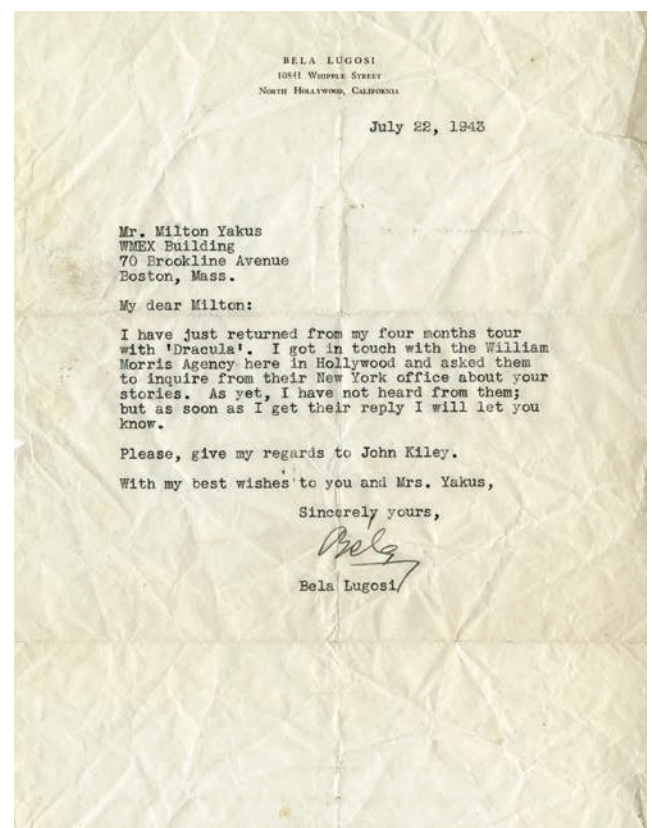 BELA LUGOSI
10841 WHIPPLE STREET
NORTH HOLLYWOOD, CALIFORNIA
July 22, 1943
Mr. Milton Yakus
WMEX Building
70 Brookline Avenue
Boston, Mass.
My dear Milton:
I have just returned from my four months tour
with 'Dracula'. I got in touch with the William
Morris Agency here in Hollywood and asked them
to inquire from their New York office about your
stories. As yet, I have not heard from them;
but as soon as I get their reply I will let you
know.
Please, give my regards to John Kiley.
With my best wishes to you and Mrs. Yakus,
Sincerely yours,
Bela
Bela Lugosi